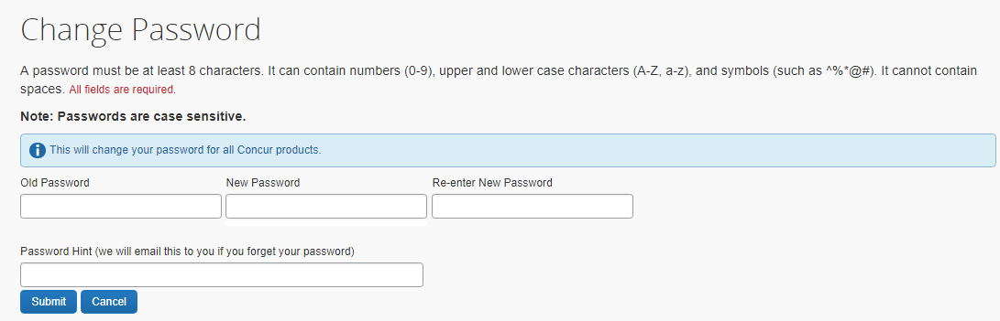 Change Password
A password must be at least 8 characters. It can contain numbers (0-9), upper and lower case characters (A-Z, a-z), and symbols (such as ^%*@#). It cannot contain
spaces. All fields are required.
Note: Passwords are case sensitive.
This will change your password for all Concur products.
Old Password New Password Re-enter New Password
Password Hint (we will email this to you if you forget your password)
Submit Cancel